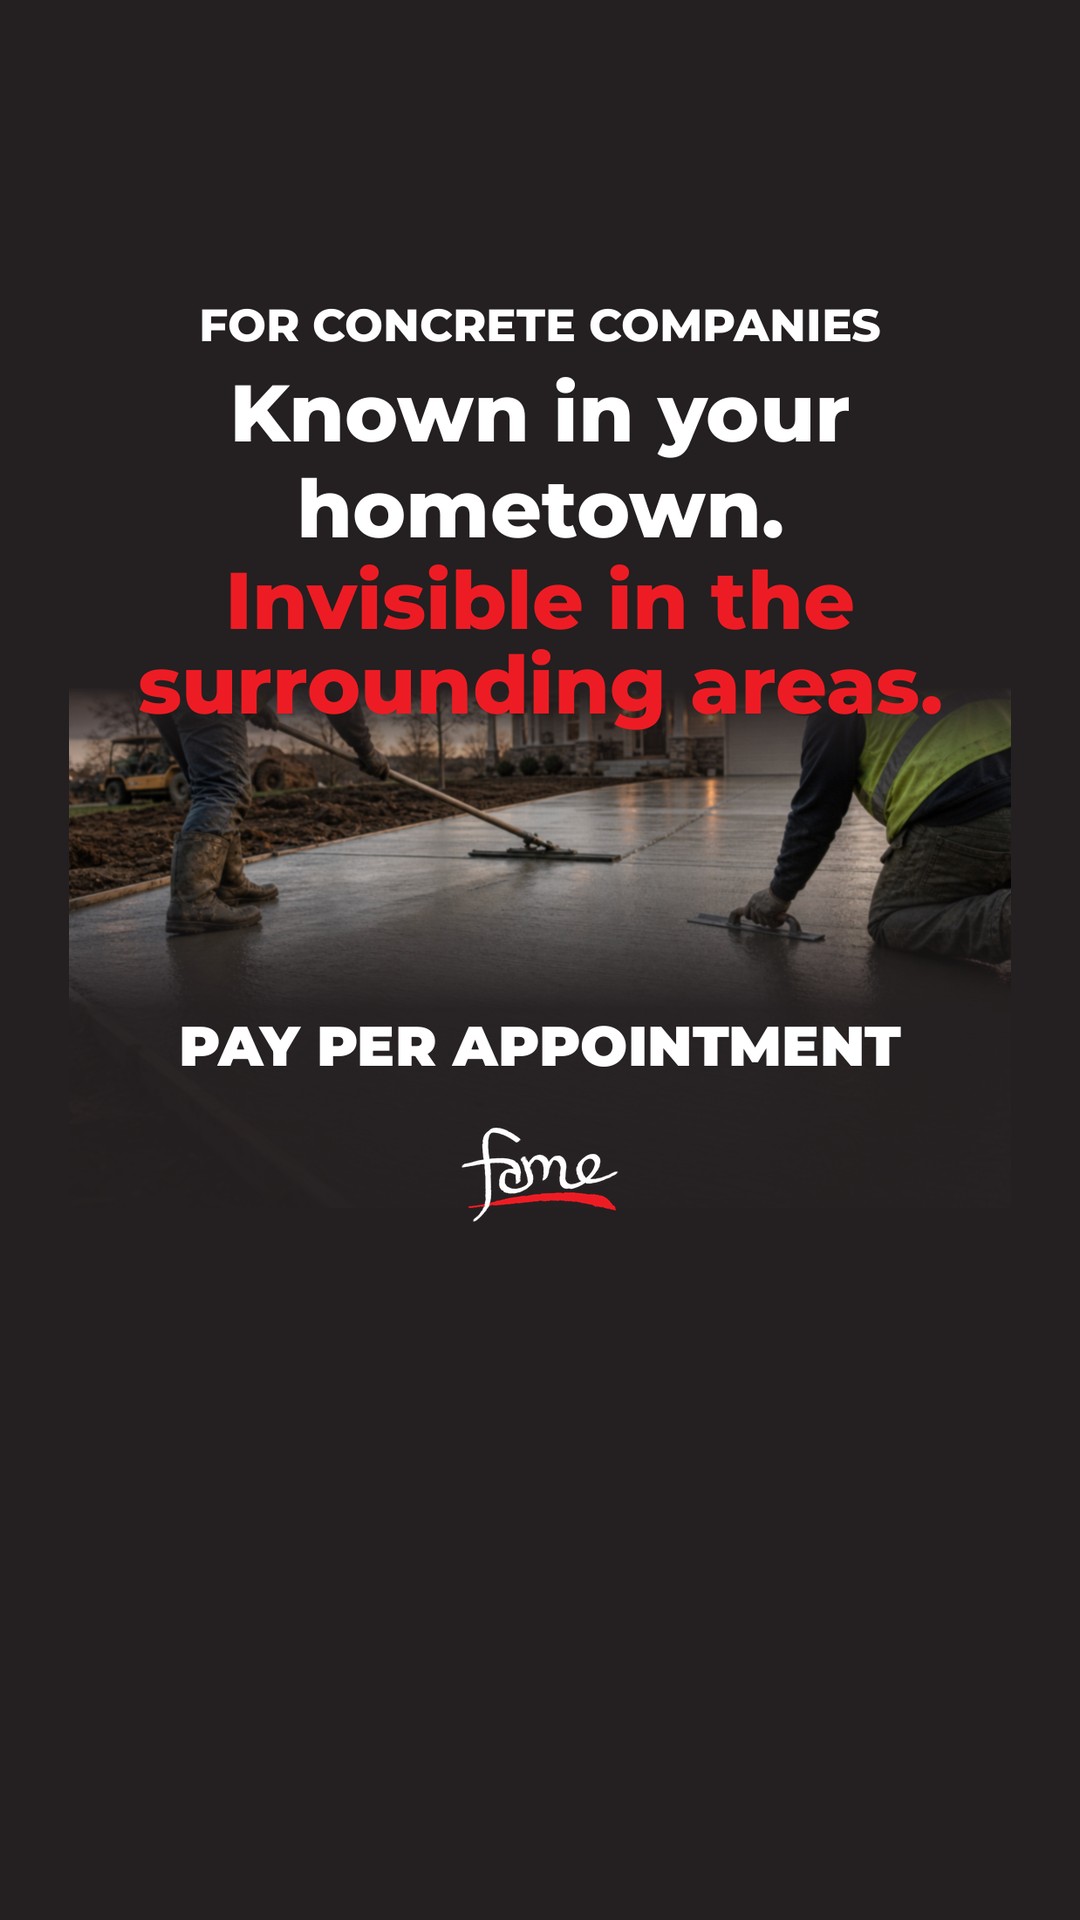 FOR CONCRETE COMPANIES
Known in your
hometown.
Invisible in the
surrounding areas.
PAY PER APPOINTMENT
fame